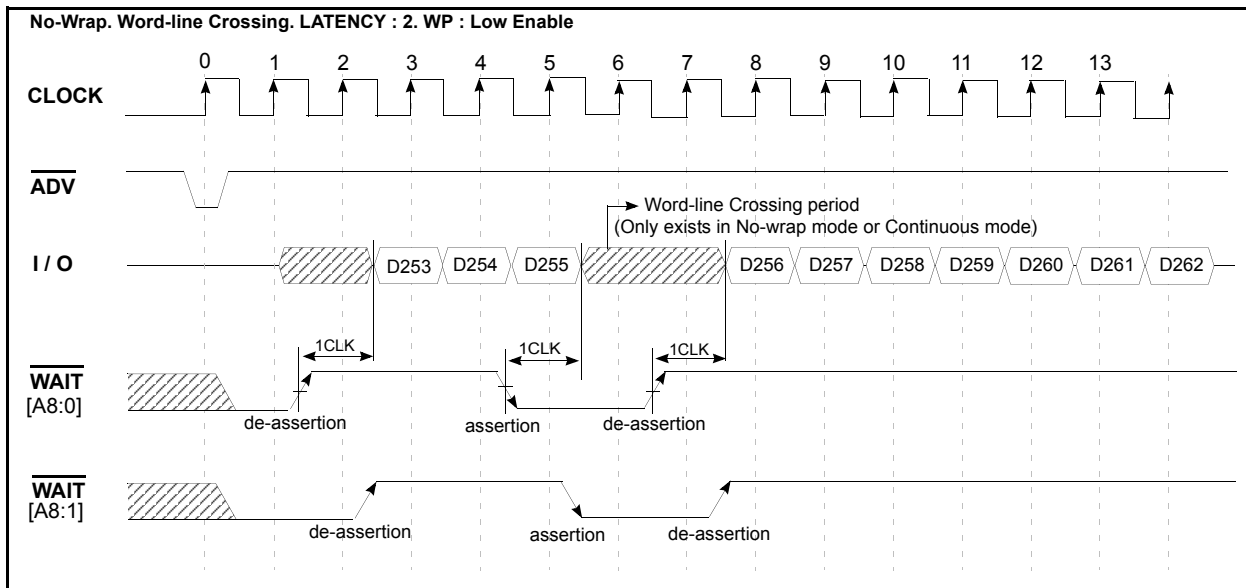 No-Wrap. Word-line Crossing. LATENCY : 2. WP : Low Enable
0 1 2 3 4 5 6 7 8 9 10 11 12 13
CLOCK
ADV
Word-line Crossing period
(Only exists in No-wrap mode or Continuous mode)
I / O
D253 D254 D255 D256 D257 D258 D259 D260 D261 D262
1CLK 1CLK 1CLK
WAIT
[A8:0]
de-assertion assertion de-assertion
WAIT
[A8:1]
de-assertion assertion de-assertion